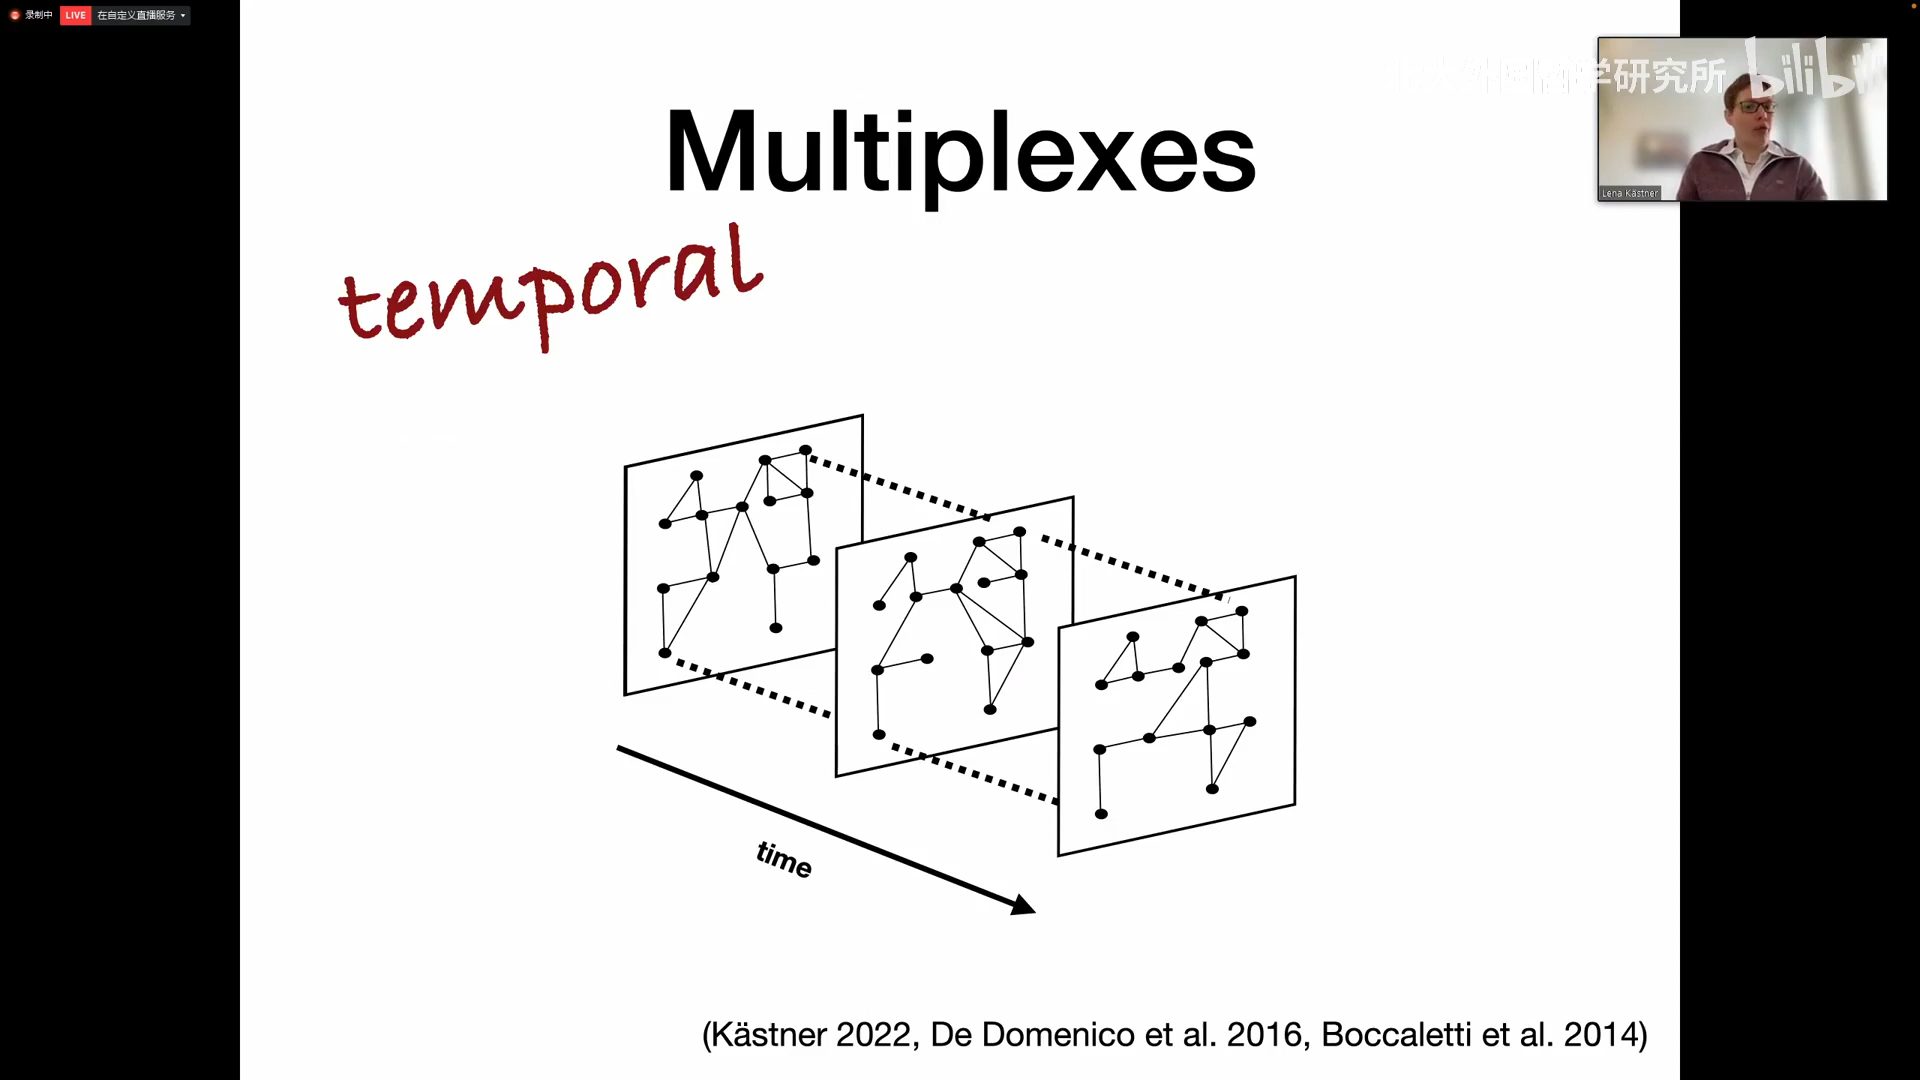 录制中 LIVE 在自定义直播服务
学研究所 bilibili
Lena Kästner
Multiplexes
temporal
time
(Kästner 2022, De Domenico et al. 2016, Boccaletti et al. 2014)